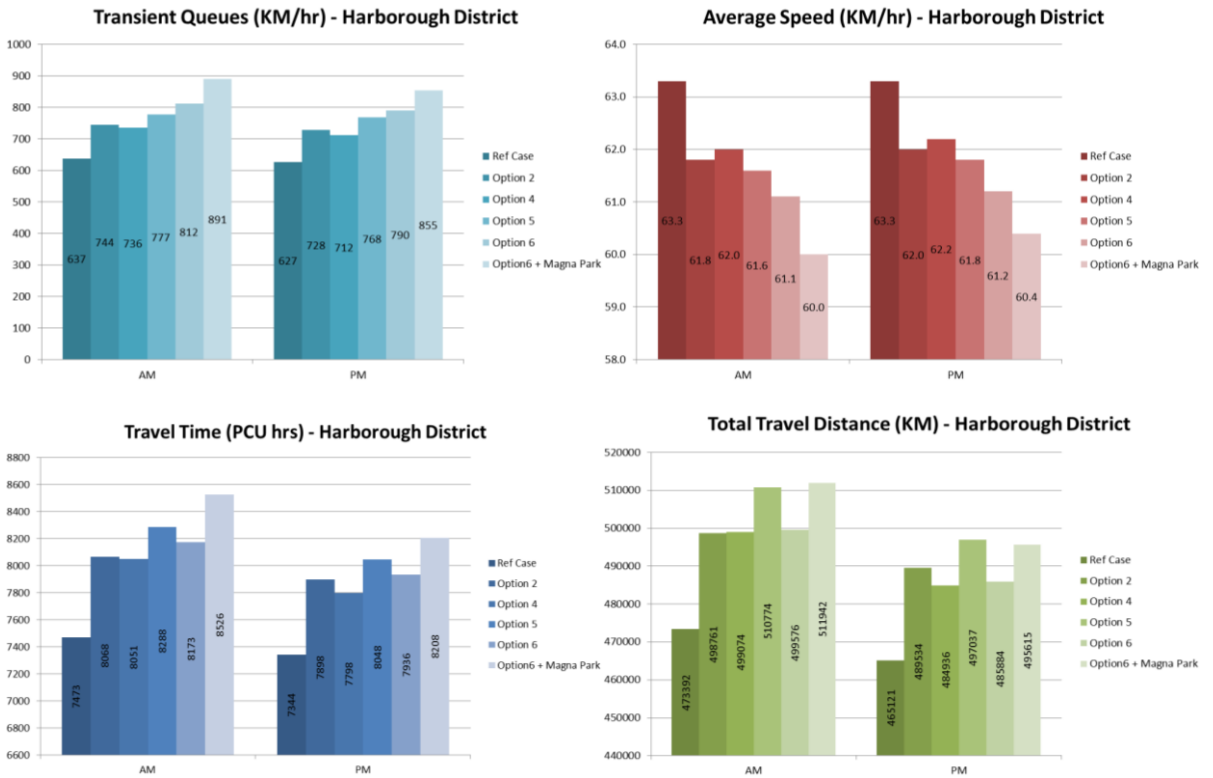 Transient Queues (KM/hr) - Harborough District
1000
900
800
700
600
500
400
300
200
100
0
637
744
736
777
812
891
627
728
712
768
790
855
AM
PM
Ref Case
Option 2
Option 4
Option 5
Option 6
Option6 + Magna Park
Average Speed (KM/hr) - Harborough District
64.0
63.0
62.0
61.0
60.0
59.0
58.0
63.3
61.8
62.0
61.6
61.1
60.0
63.3
62.0
62.2
61.8
61.2
60.4
AM
PM
Ref Case
Option 2
Option 4
Option 5
Option 6
Option6 + Magna Park
Travel Time (PCU hrs) - Harborough District
8800
8600
8400
8200
8000
7800
7600
7400
7200
7000
6800
6600
7473
8068
8051
8288
8173
8526
7344
7898
7798
8048
7936
8208
AM
PM
Ref Case
Option 2
Option 4
Option 5
Option 6
Option6 + Magna Park
Total Travel Distance (KM) - Harborough District
520000
510000
500000
490000
480000
470000
460000
450000
440000
473392
498761
499074
510774
499576
511942
465121
489534
484936
497037
485884
495615
AM
PM
Ref Case
Option 2
Option 4
Option 5
Option 6
Option6 + Magna Park